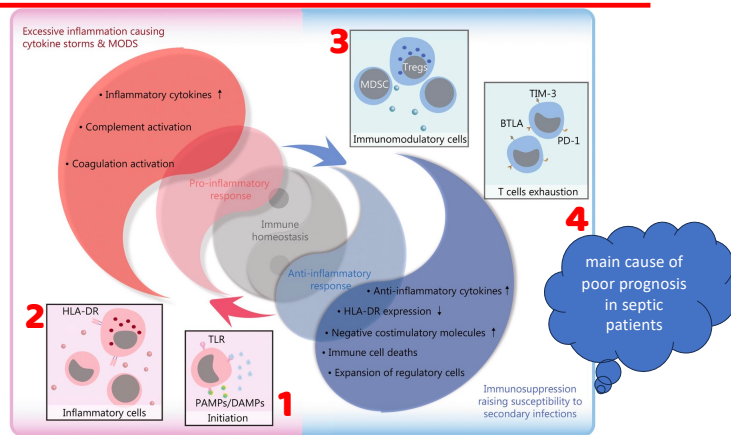 Excessive inflammation causing
cytokine storms & MODS
• Inflammatory cytokines ↑
• Complement activation
• Coagulation activation
Pro-inflammatory
response
Immune
homeostasis
Anti-inflammatory
response
2
HLA-DR
Inflammatory cells
TLR
PAMPs/DAMPs
Initiation
1
3
MDSC
Tregs
Immunomodulatory cells
TIM-3
BTLA
PD-1
T cells exhaustion
4
• Anti-inflammatory cytokines ↑
• HLA-DR expression ↓
• Negative costimulatory molecules ↑
• Immune cell deaths
• Expansion of regulatory cells
Immunosuppression
raising susceptibility to
secondary infections
main cause of
poor prognosis
in septic
patients